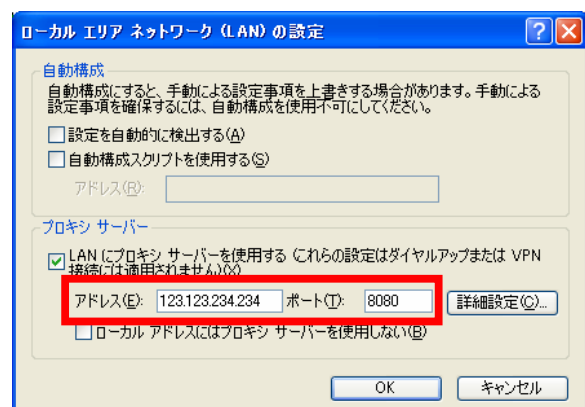 ローカル エリア ネットワーク (LAN) の設定
自動構成
自動構成にすると、手動による設定事項を上書きする場合があります。手動による
設定事項を確保するには、自動構成を使用不可にしてください。
設定を自動的に検出する(A)
自動構成スクリプトを使用する(S)
アドレス(R):
プロキシ サーバー
LAN にプロキシ サーバーを使用する (これらの設定はダイヤルアップまたは VPN
接続には適用されません)(X)
アドレス(E): 123.123.234.234 ポート(T): 8080 詳細設定(C)...
ローカル アドレスにはプロキシ サーバーを使用しない(B)
OK キャンセル